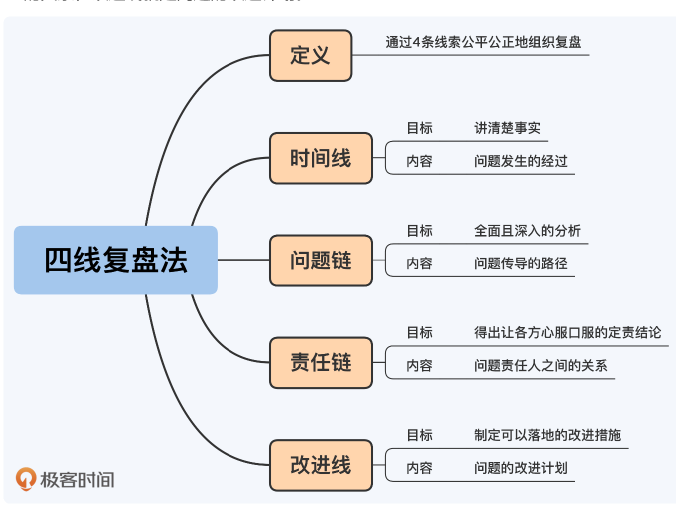 四线复盘法
定义
通过4条线索公平公正地组织复盘
时间线
目标 讲清楚事实
内容 问题发生的经过
问题链
目标 全面且深入的分析
内容 问题传导的路径
责任链
目标 得出让各方心服口服的定责结论
内容 问题责任人之间的关系
改进线
目标 制定可以落地的改进措施
内容 问题的改进计划
极客时间